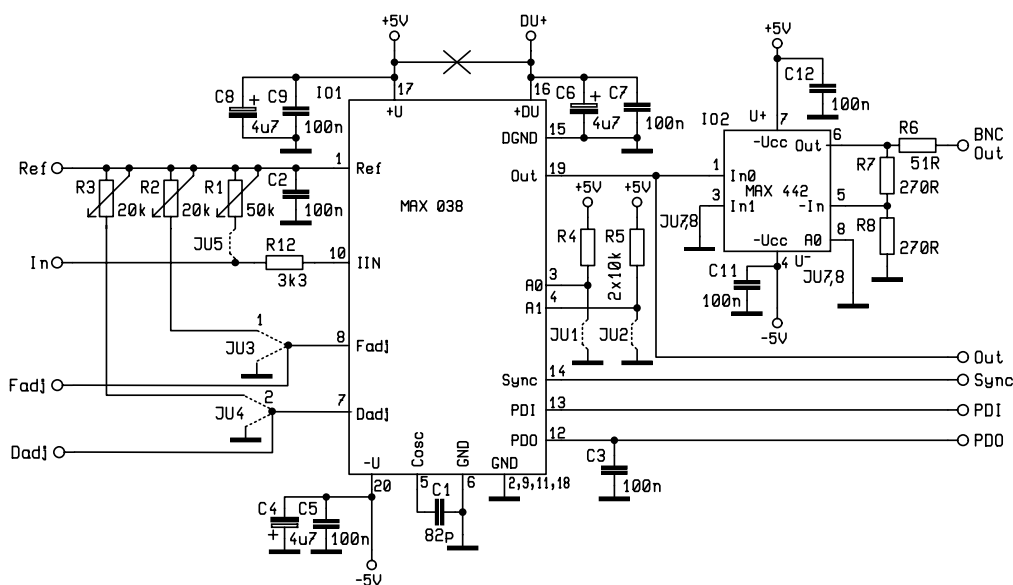 +5V
DU+
+5V
C12
100n
C8
+
4u7
C9
100n
IO1
17
+U
16
+DU
C6
+
4u7
C7
100n
DGND
15
IO2
U+
7
-Ucc
Out
6
R6
51R
BNC
Out
Ref
R3
20k
R2
20k
R1
50k
C2
100n
1
Ref
MAX 038
Out
19
1
In0
MAX 442
3
In1
JU7,8
R7
270R
5
-In
R8
270R
8
A0
-Ucc
4
U-
JU7,8
C11
100n
-5V
+5V
+5V
R4
R5
2x10k
JU5
In
R12
3k3
10
IIN
3
A0
4
A1
JU1
JU2
1
JU3
8
Fadj
Fadj
2
JU4
7
Dadj
Dadj
Out
Sync
14
Sync
PDI
13
PDI
PDO
12
PDO
C3
100n
-U
20
Cosc
5
GND
6
GND
2,9,11,18
C1
82p
C4
+
4u7
C5
100n
-5V